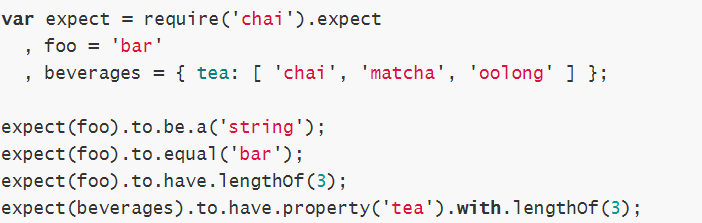 var expect = require('chai').expect
  , foo = 'bar'
  , beverages = { tea: [ 'chai', 'matcha', 'oolong' ] };

expect(foo).to.be.a('string');
expect(foo).to.equal('bar');
expect(foo).to.have.lengthOf(3);
expect(beverages).to.have.property('tea').with.lengthOf(3);